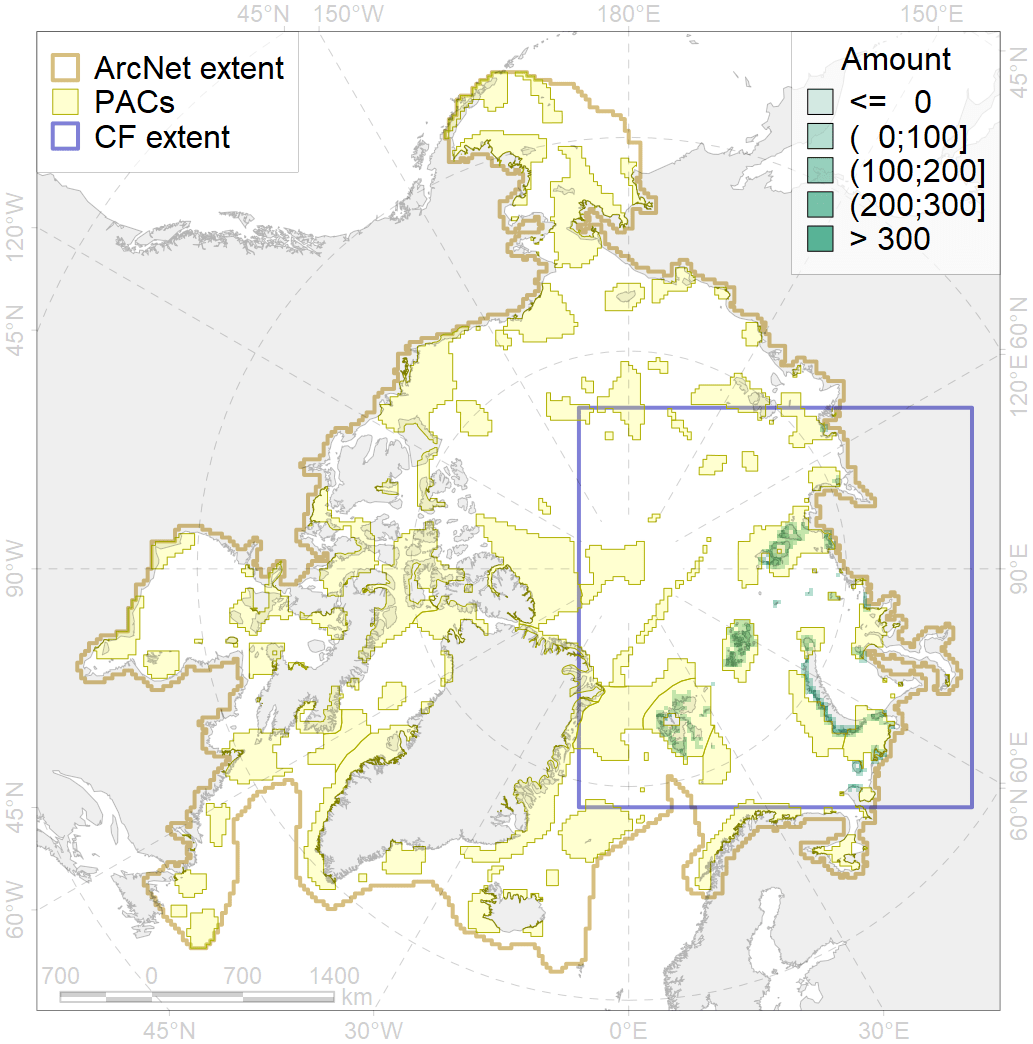 45°N 150°W 180°E 150°E
ArcNet extent
PACs
CF extent
Amount
<= 0
( 0;100]
(100;200]
(200;300]
> 300
45°N
120°W
45°N
90°W
45°N
60°W
60°N
120°E
90°E
60°E
60°N
700 0 700 1400
km
45°N 30°W 0°E 30°E